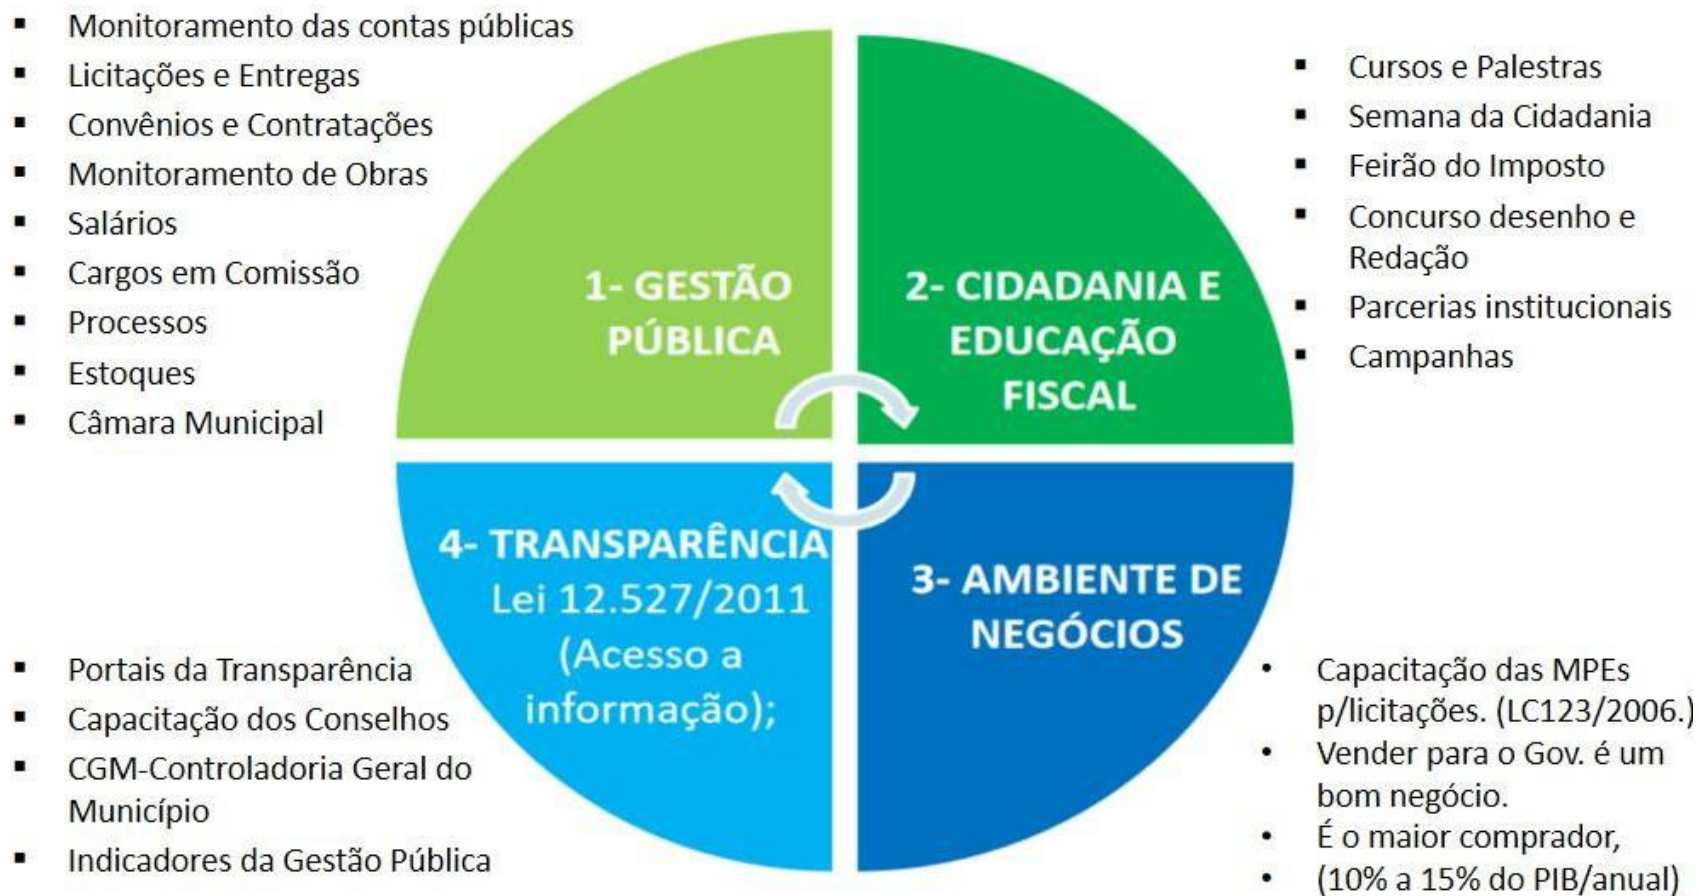 Monitoramento das contas públicas
Licitações e Entregas
Convênios e Contratações
Monitoramento de Obras
Salários
Cargos em Comissão
Processos
Estoques
Câmara Municipal
1- GESTÃO
PÚBLICA
2- CIDADANIA E
EDUCAÇÃO
FISCAL
Cursos e Palestras
Semana da Cidadania
Feirão do Imposto
Concurso desenho e
Redação
Parcerias institucionais
Campanhas
4- TRANSPARÊNCIA
Lei 12.527/2011
(Acesso a
informação);
3- AMBIENTE DE
NEGÓCIOS
Portais da Transparência
Capacitação dos Conselhos
CGM-Controladoria Geral do
Município
Indicadores da Gestão Pública
Capacitação das MPEs
p/licitações. (LC123/2006.)
Vender para o Gov. é um
bom negócio.
É o maior comprador,
(10% a 15% do PIB/anual)